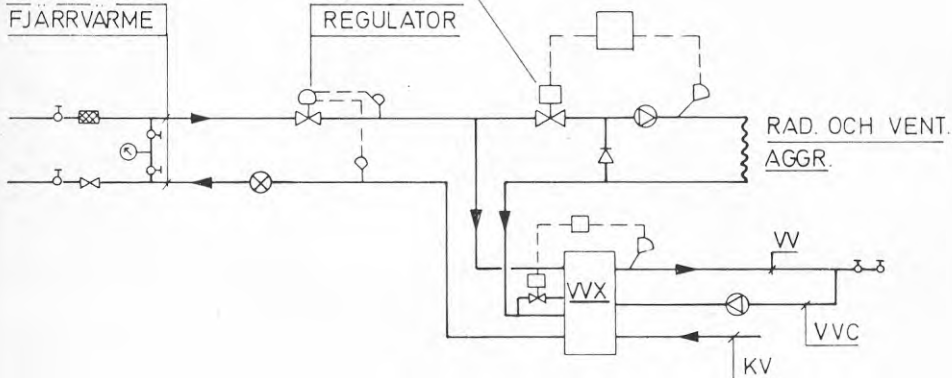 FJÄRRVÄRME
REGULATOR
RAD. OCH VENT.
AGGR.
VV
VVX
VVC
KV